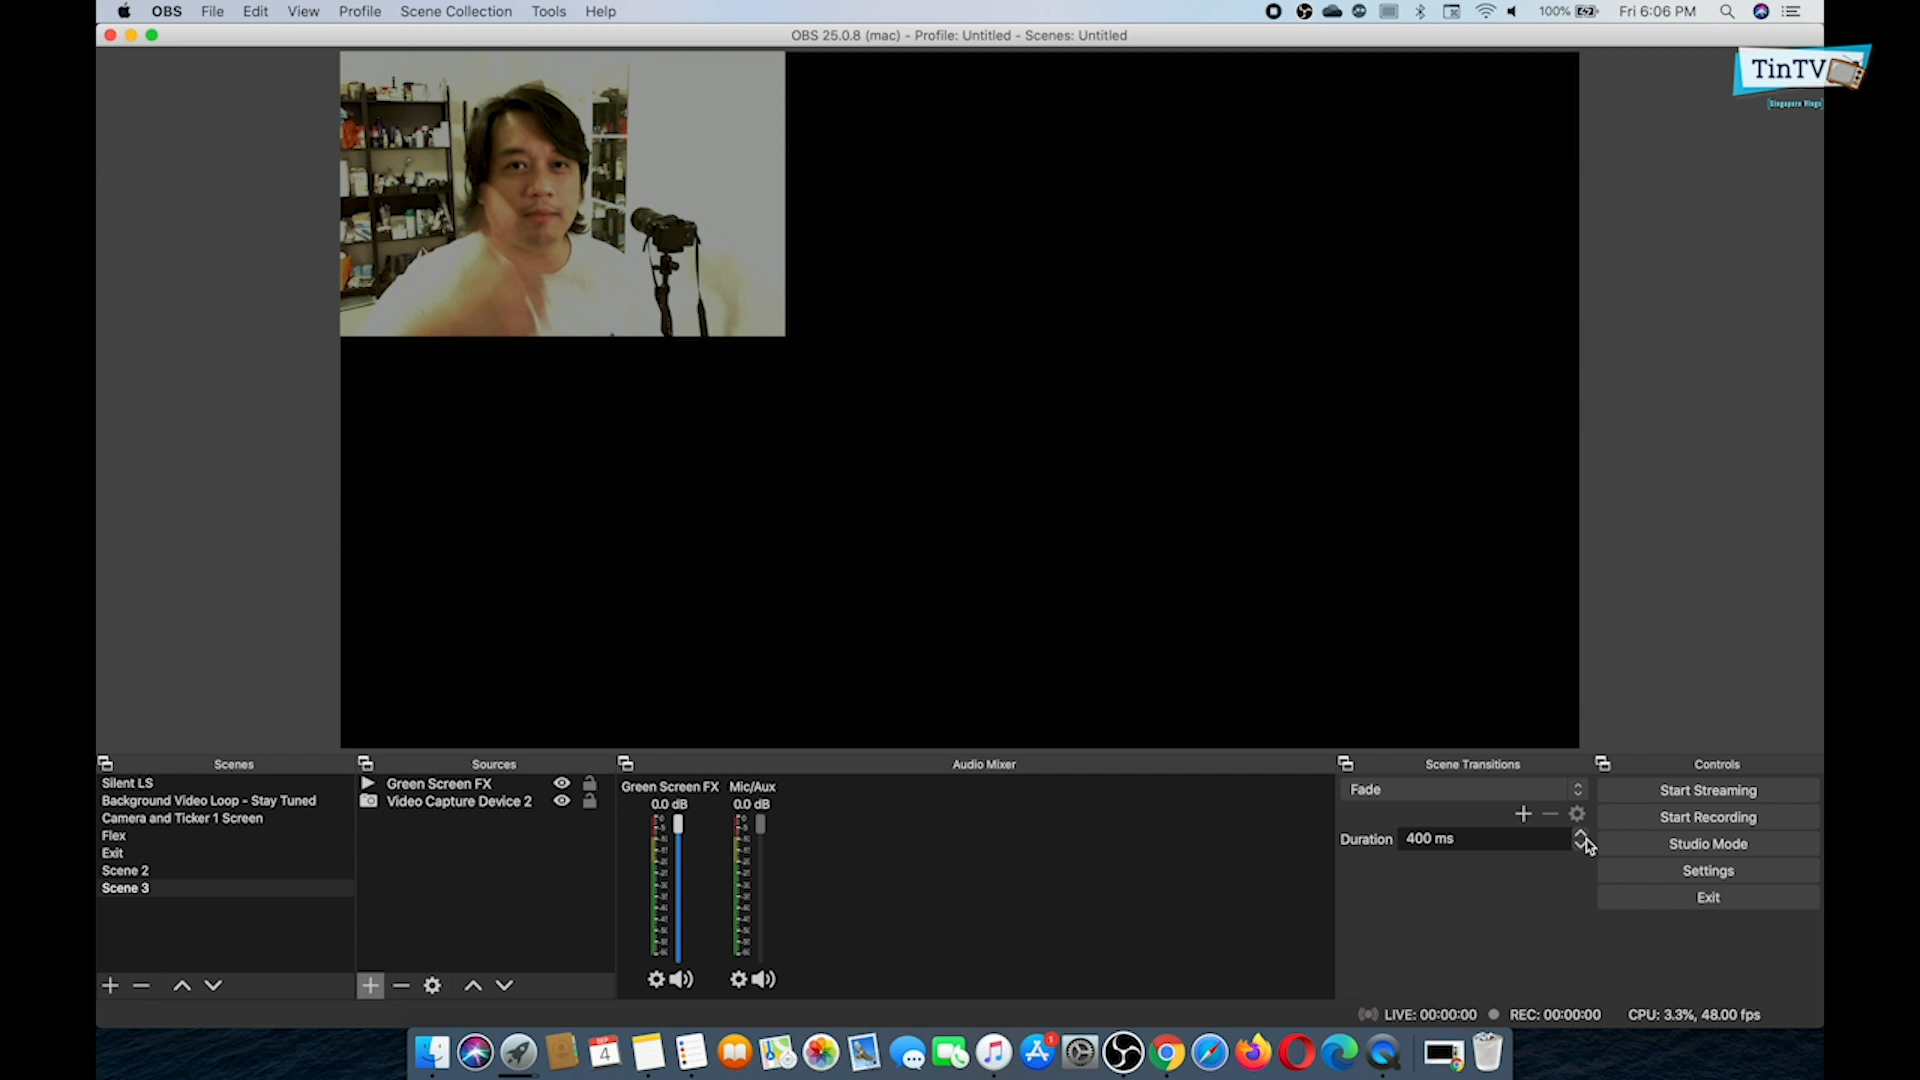 OBS File Edit View Profile Scene Collection Tools Help
100% Fri 6:06 PM
OBS 25.0.8 (mac) - Profile: Untitled - Scenes: Untitled
TinTV
Singapore Vlogs
Scenes
Silent LS
Background Video Loop - Stay Tuned
Camera and Ticker 1 Screen
Flex
Exit
Scene 2
Scene 3
Sources
Green Screen FX
Video Capture Device 2
Audio Mixer
Green Screen FX Mic/Aux
0.0 dB 0.0 dB
Scene Transitions
Fade
Duration 400 ms
Controls
Start Streaming
Start Recording
Studio Mode
Settings
Exit
LIVE: 00:00:00 REC: 00:00:00 CPU: 3.3%, 48.00 fps
4
1